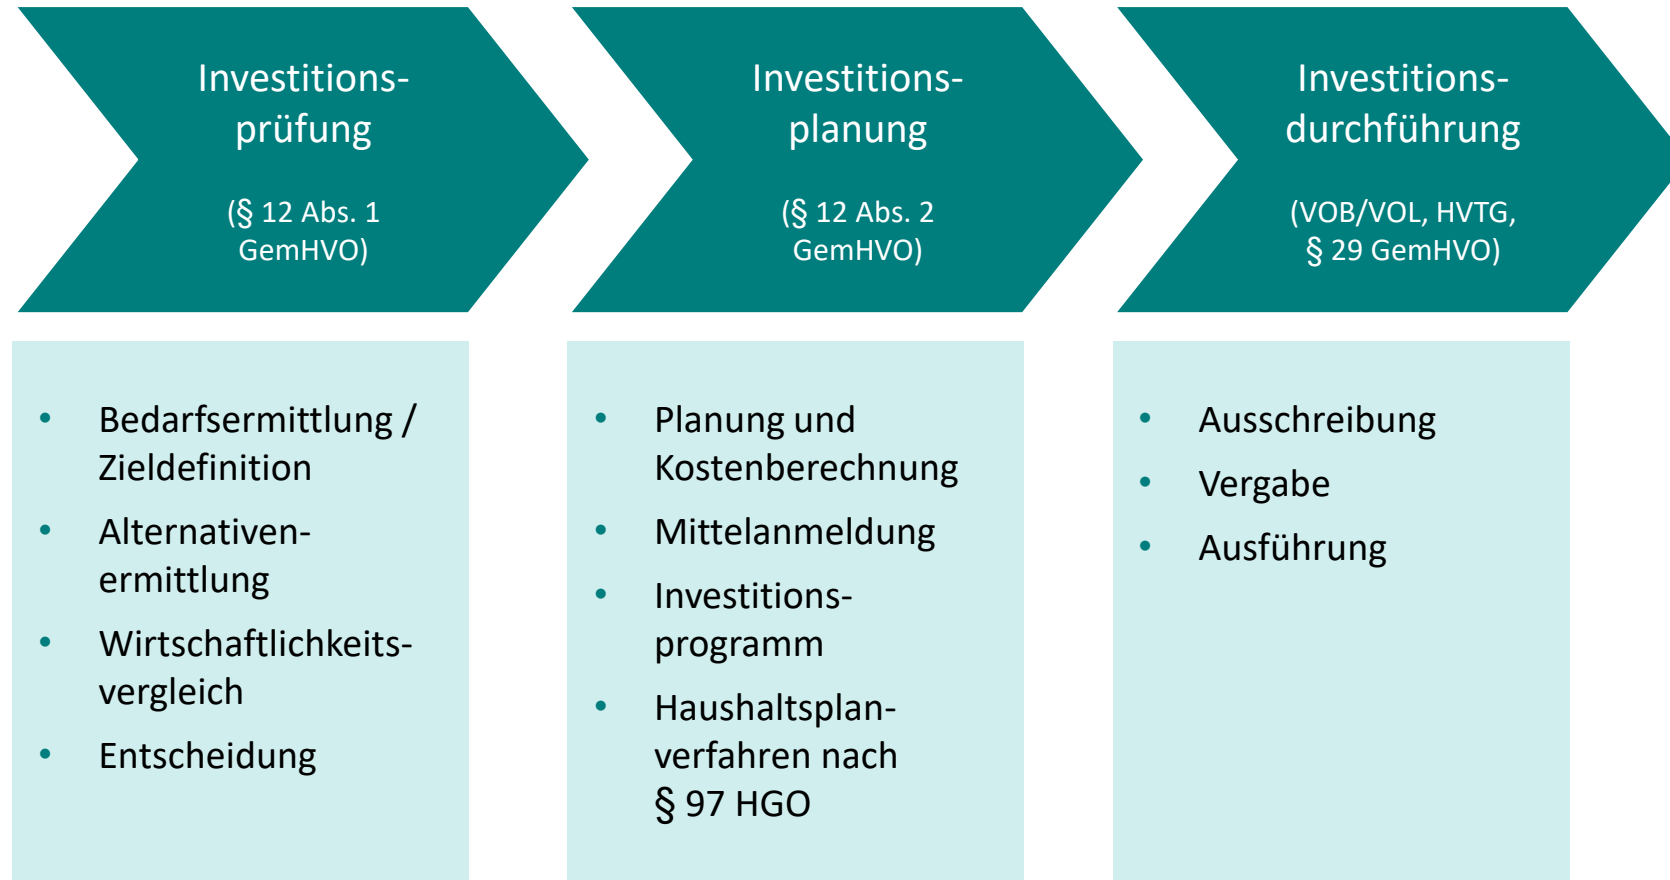 Investitions-
prüfung
(§ 12 Abs. 1
GemHVO)
Investitions-
planung
(§ 12 Abs. 2
GemHVO)
Investitions-
durchführung
(VOB/VOL, HVTG,
§ 29 GemHVO)
• Bedarfsermittlung /
Zieldefinition
• Alternativen-
ermittlung
• Wirtschaftlichkeits-
vergleich
• Entscheidung
• Planung und
Kostenberechnung
• Mittelanmeldung
• Investitions-
programm
• Haushaltsplan-
verfahren nach
§ 97 HGO
• Ausschreibung
• Vergabe
• Ausführung